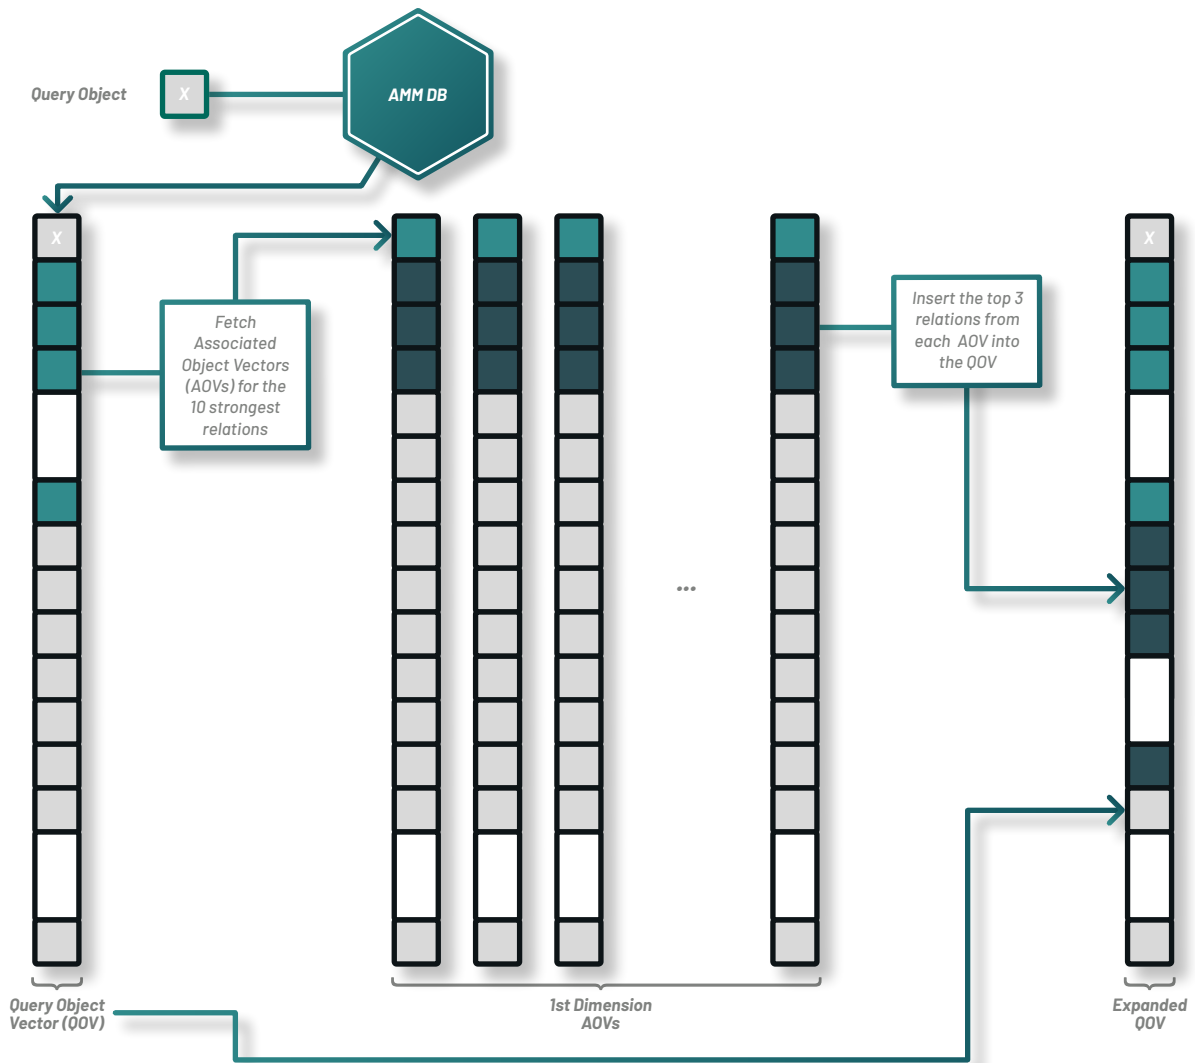 Query Object
X
AMM DB
X
X
Fetch
Associated
Object Vectors
(AOVs) for the
10 strongest
relations
Insert the top 3
relations from
each AOV into
the QOV
...
Query Object
Vector (QOV)
1st Dimension
AOVs
Expanded
QOV